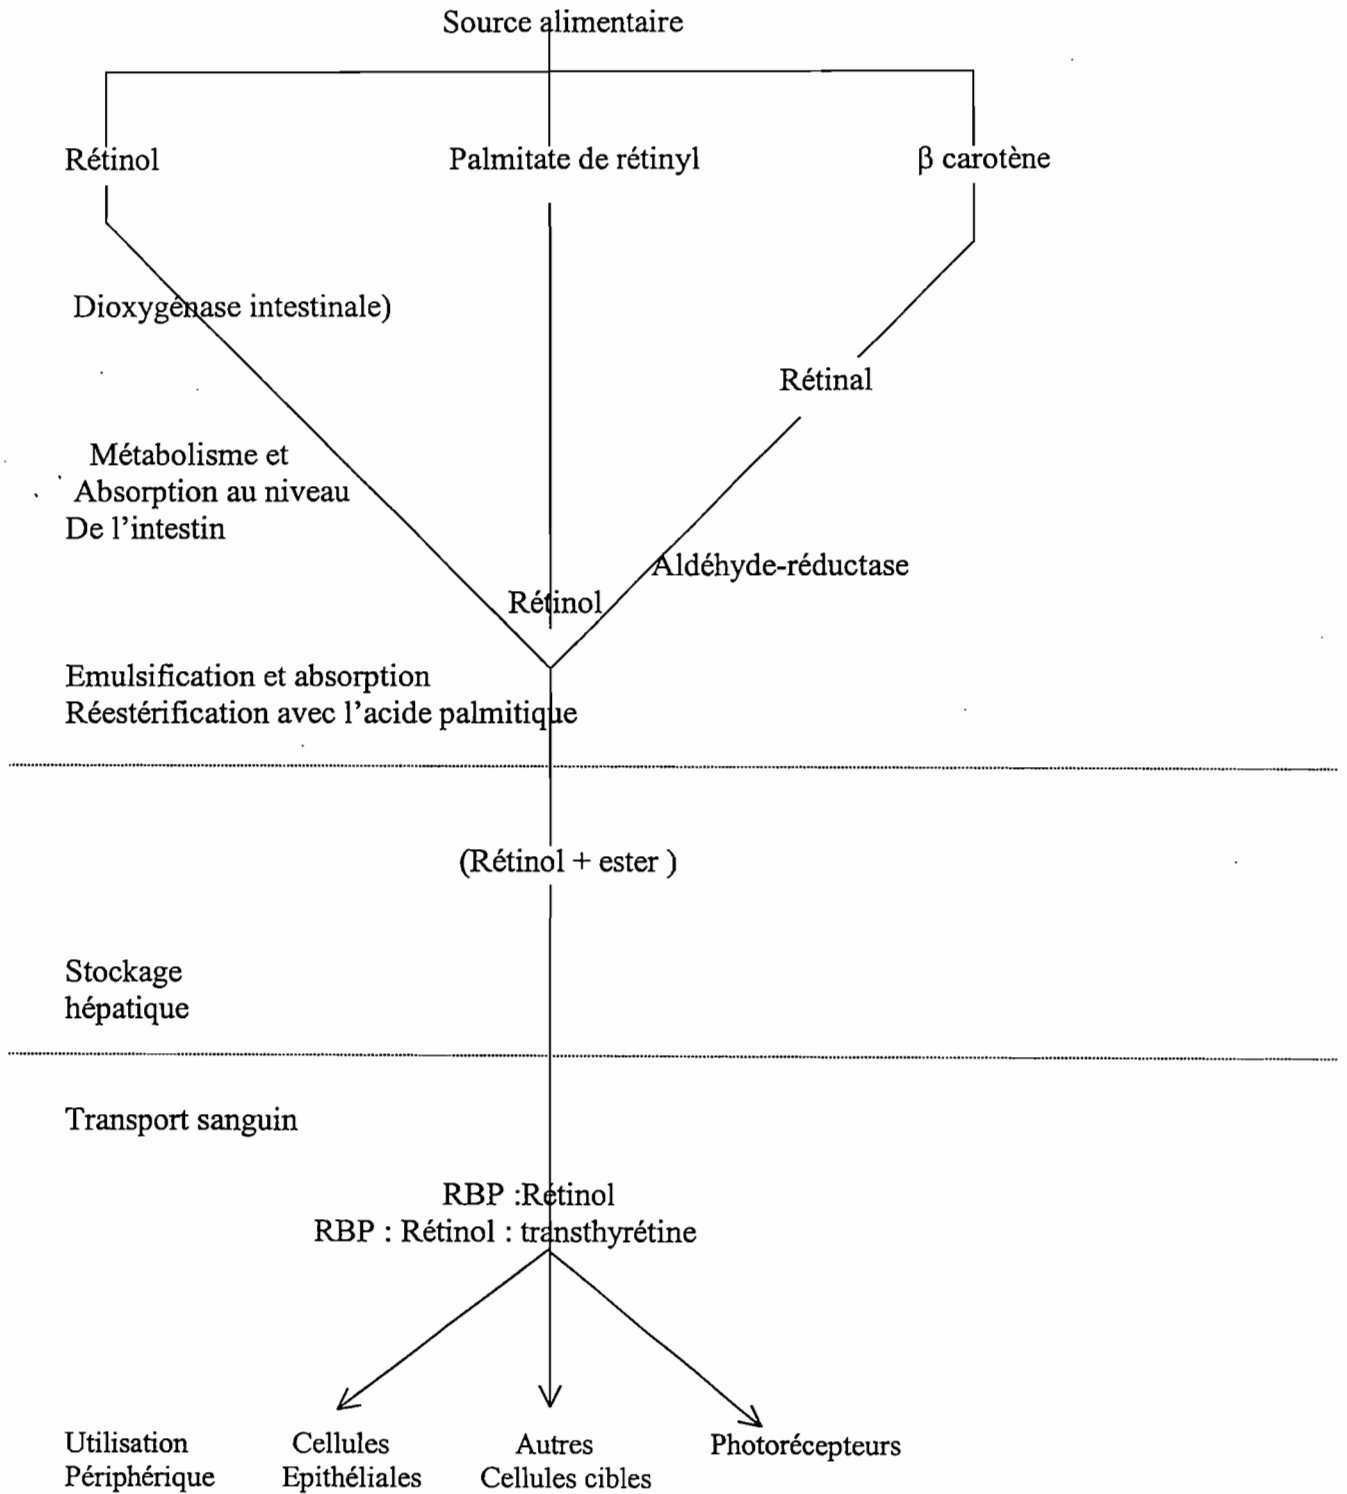 Source alimentaire
Rétinol Palmitate de rétinyl β carotène
Dioxygénase intestinale)
Rétinal
Métabolisme et
Absorption au niveau
De l’intestin
Aldéhyde-réductase
Rétinol
Emulsification et absorption
Réestérification avec l’acide palmitique
(Rétinol + ester )
Stockage
hépatique
Transport sanguin
RBP :Rétinol
RBP : Rétinol : transthyrétine
Utilisation
Périphérique
Cellules
Epithéliales
Autres
Cellules cibles
Photorécepteurs